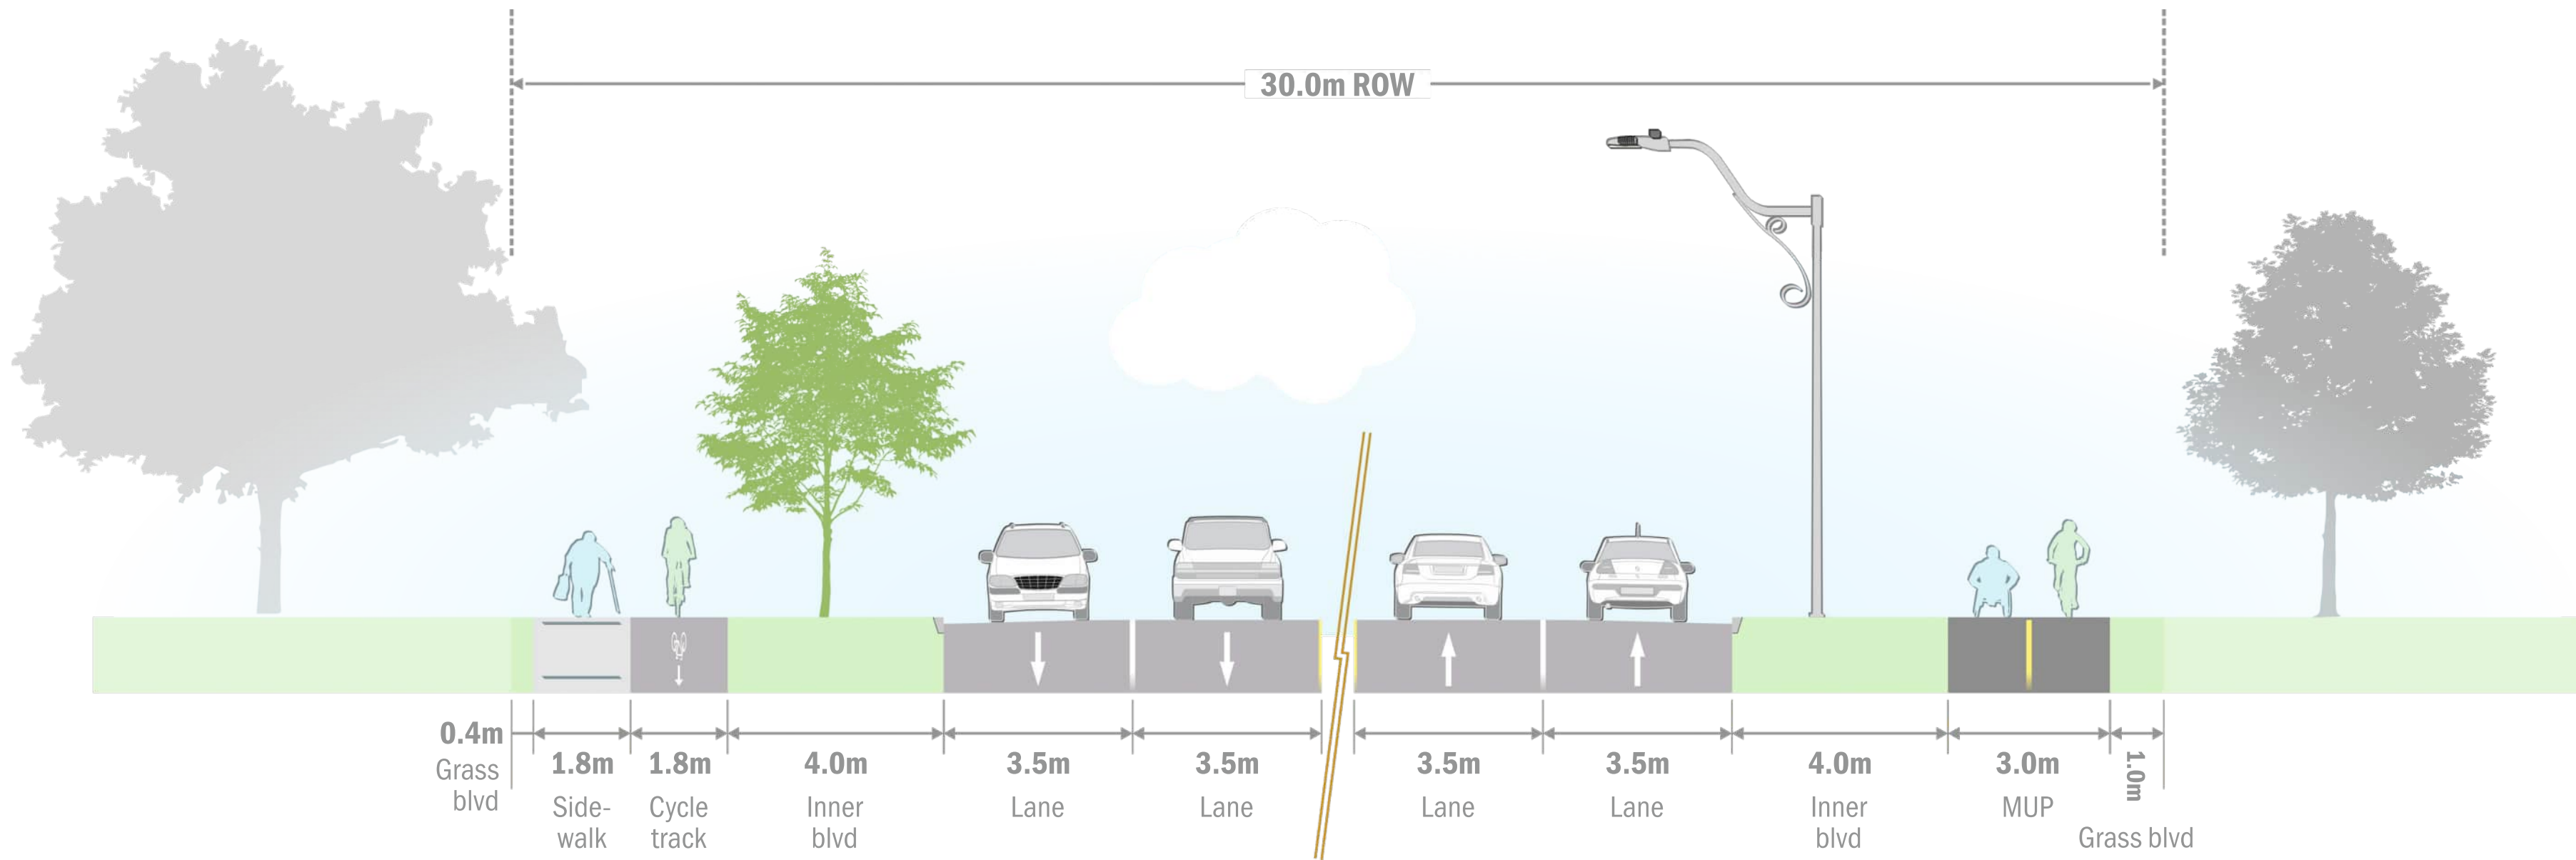 30.0m ROW
0.4m
Grass
blvd
1.8m
Side-
walk
1.8m
Cycle
track
4.0m
Inner
blvd
3.5m
Lane
3.5m
Lane
3.5m
Lane
3.5m
Lane
4.0m
Inner
blvd
3.0m
MUP
1.0m
Grass blvd